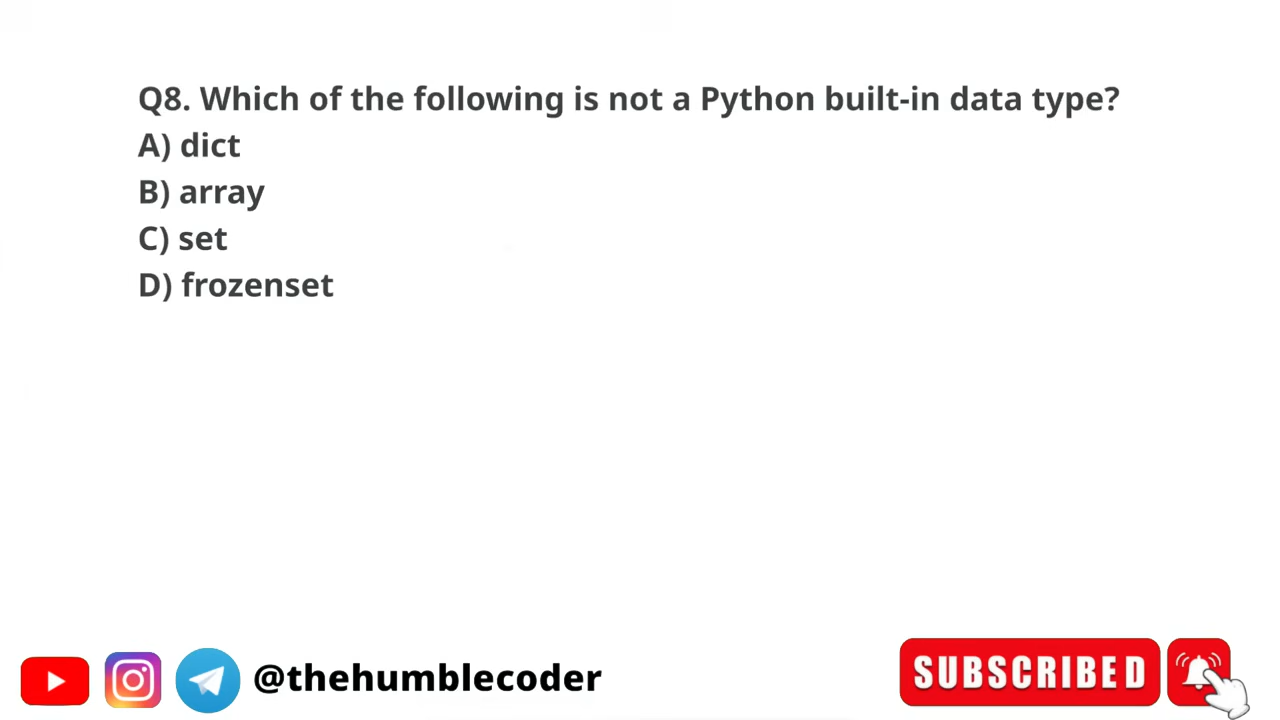 Q8. Which of the following is not a Python built-in data type?
A) dict
B) array
C) set
D) frozenset
@thehumblecoder
SUBSCRIBED